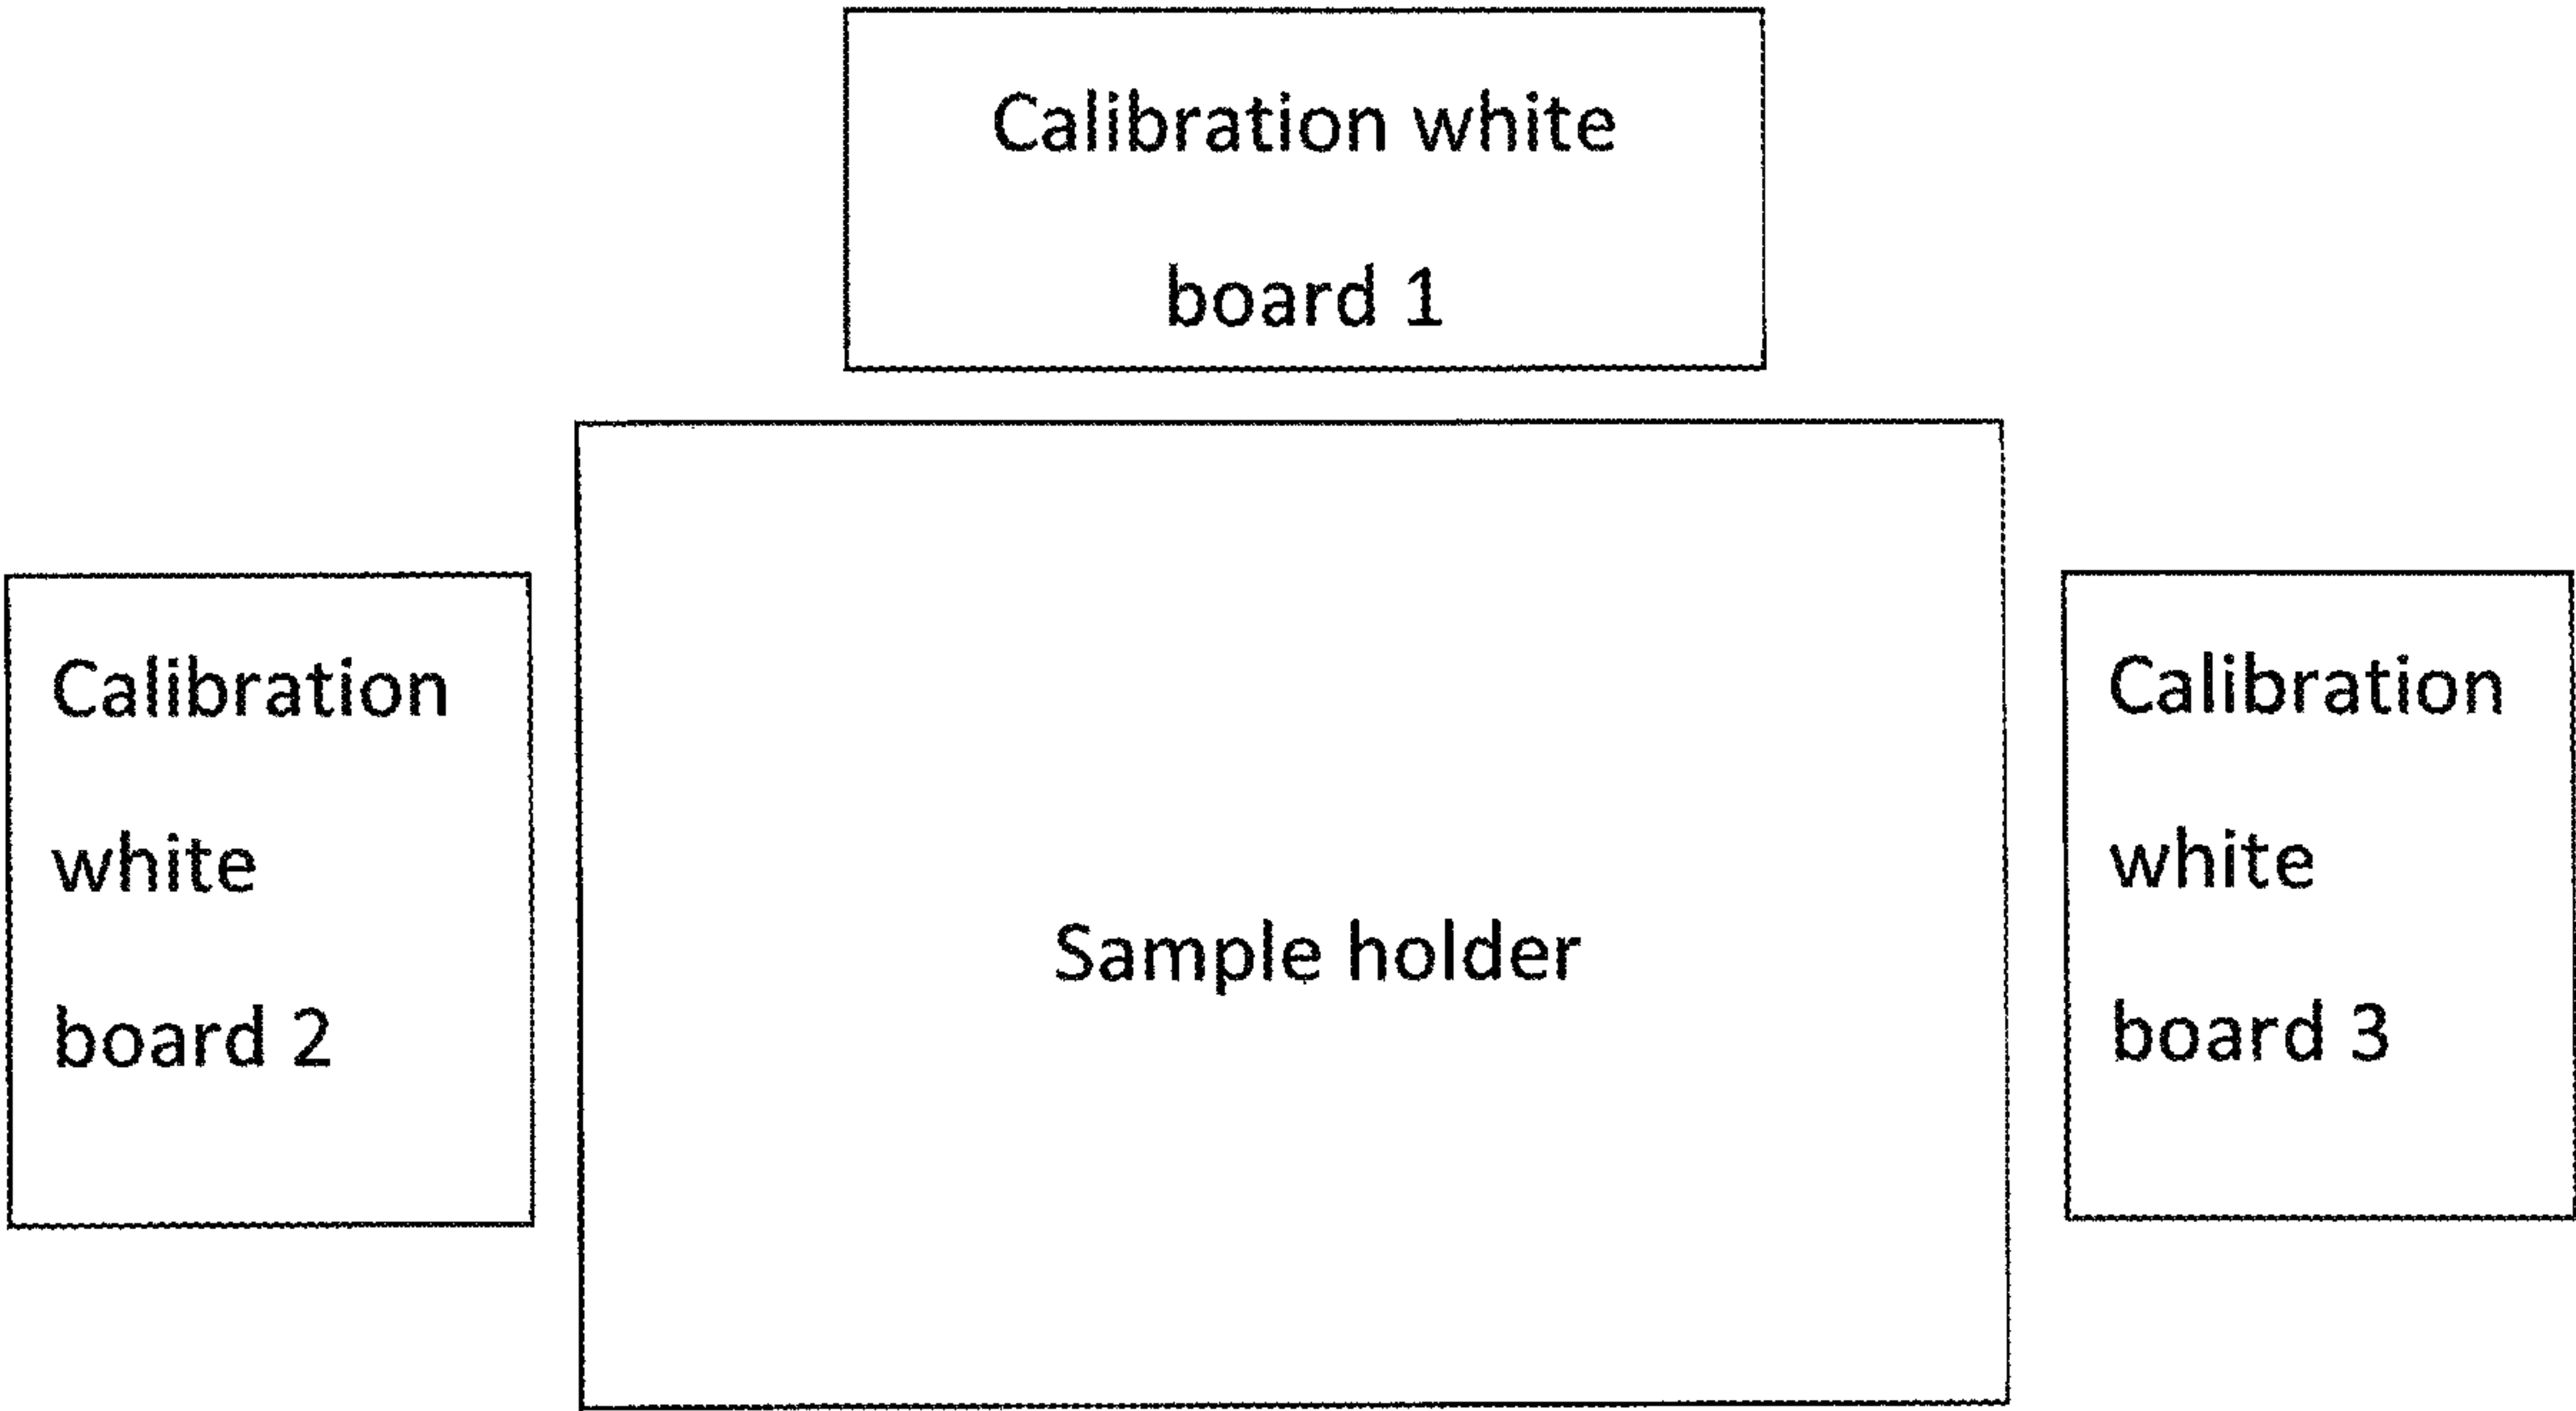 Calibration white
board 1
Calibration
white
board 2
Sample holder
Calibration
white
board 3